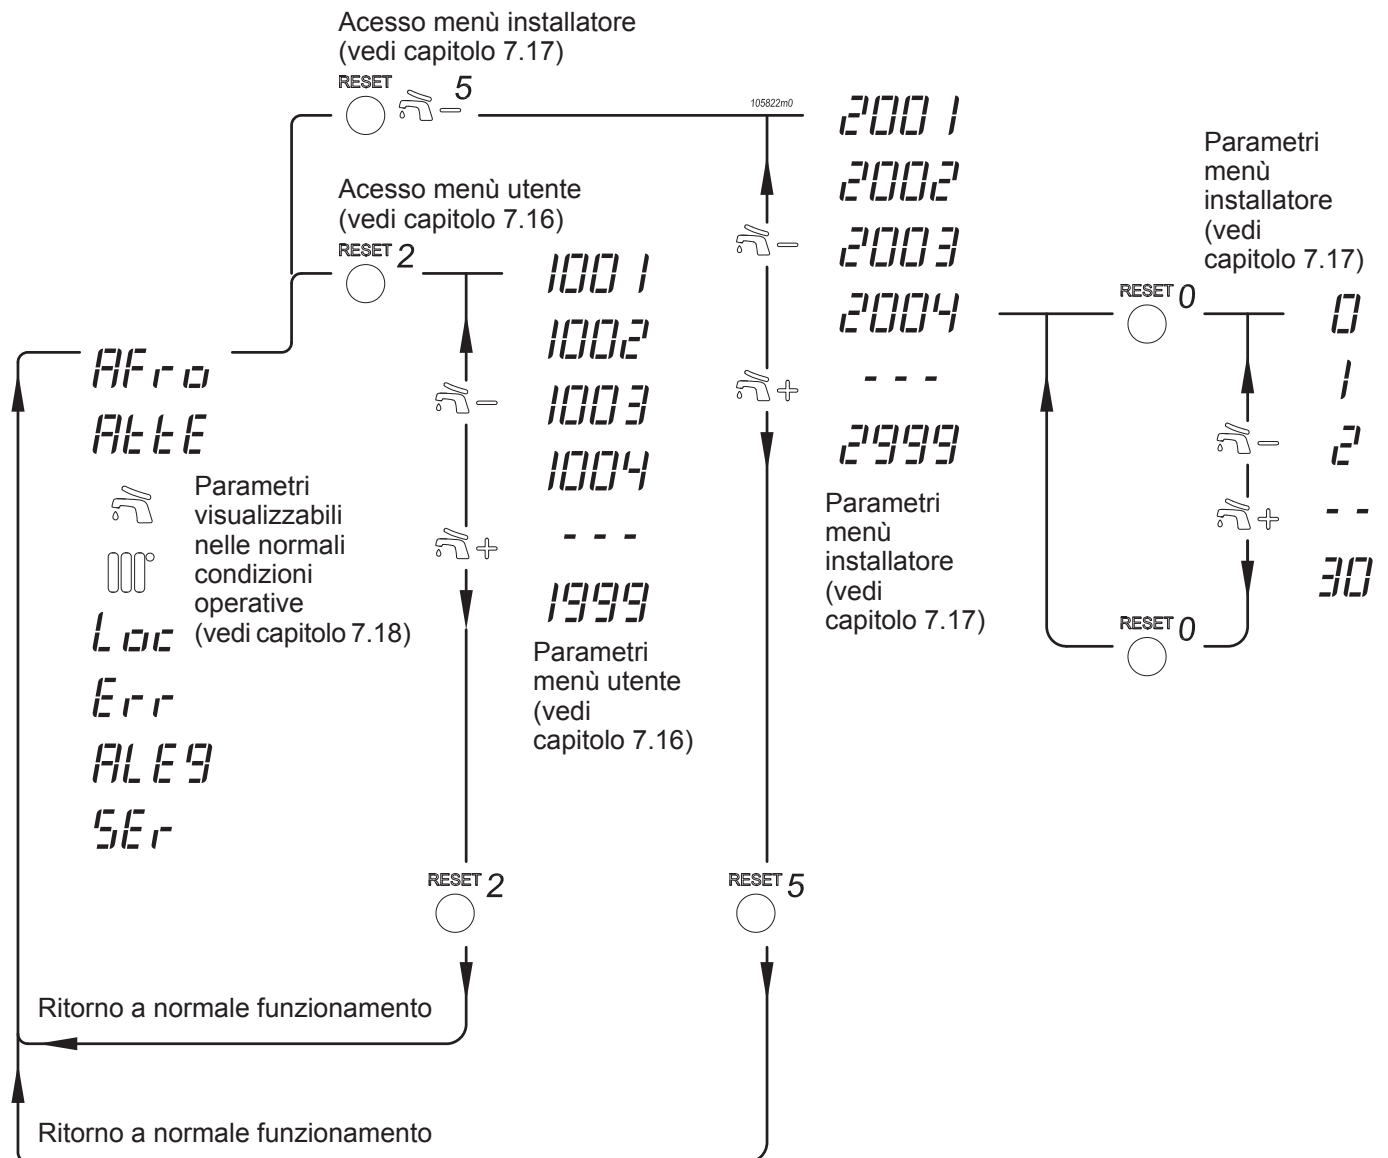 Acesso menù installatore
(vedi capitolo 7.17)
RESET 5
105822m0
2001
2002
2003
2004
- - -
2999
Parametri
menù
installatore
(vedi
capitolo 7.17)
Acesso menù utente
(vedi capitolo 7.16)
RESET 2
1001
1002
1003
1004
- - -
1999
Parametri
menù utente
(vedi
capitolo 7.16)
Parametri
menù
installatore
(vedi
capitolo 7.17)
RESET 0
0
1
2
- -
30
RESET 0
AFro
AttE
Parametri
visualizzabili
nelle normali
condizioni
operative
(vedi capitolo 7.18)
Loc
Err
ALE9
SEr
RESET 2
RESET 5
Ritorno a normale funzionamento
Ritorno a normale funzionamento